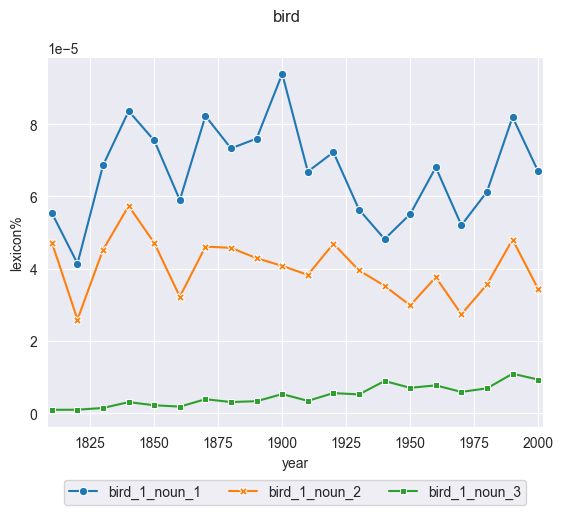 bird
1e−5
8
6
4
2
0
lexicon%
1825 1850 1875 1900 1925 1950 1975 2000
year
bird_1_noun_1 bird_1_noun_2 bird_1_noun_3